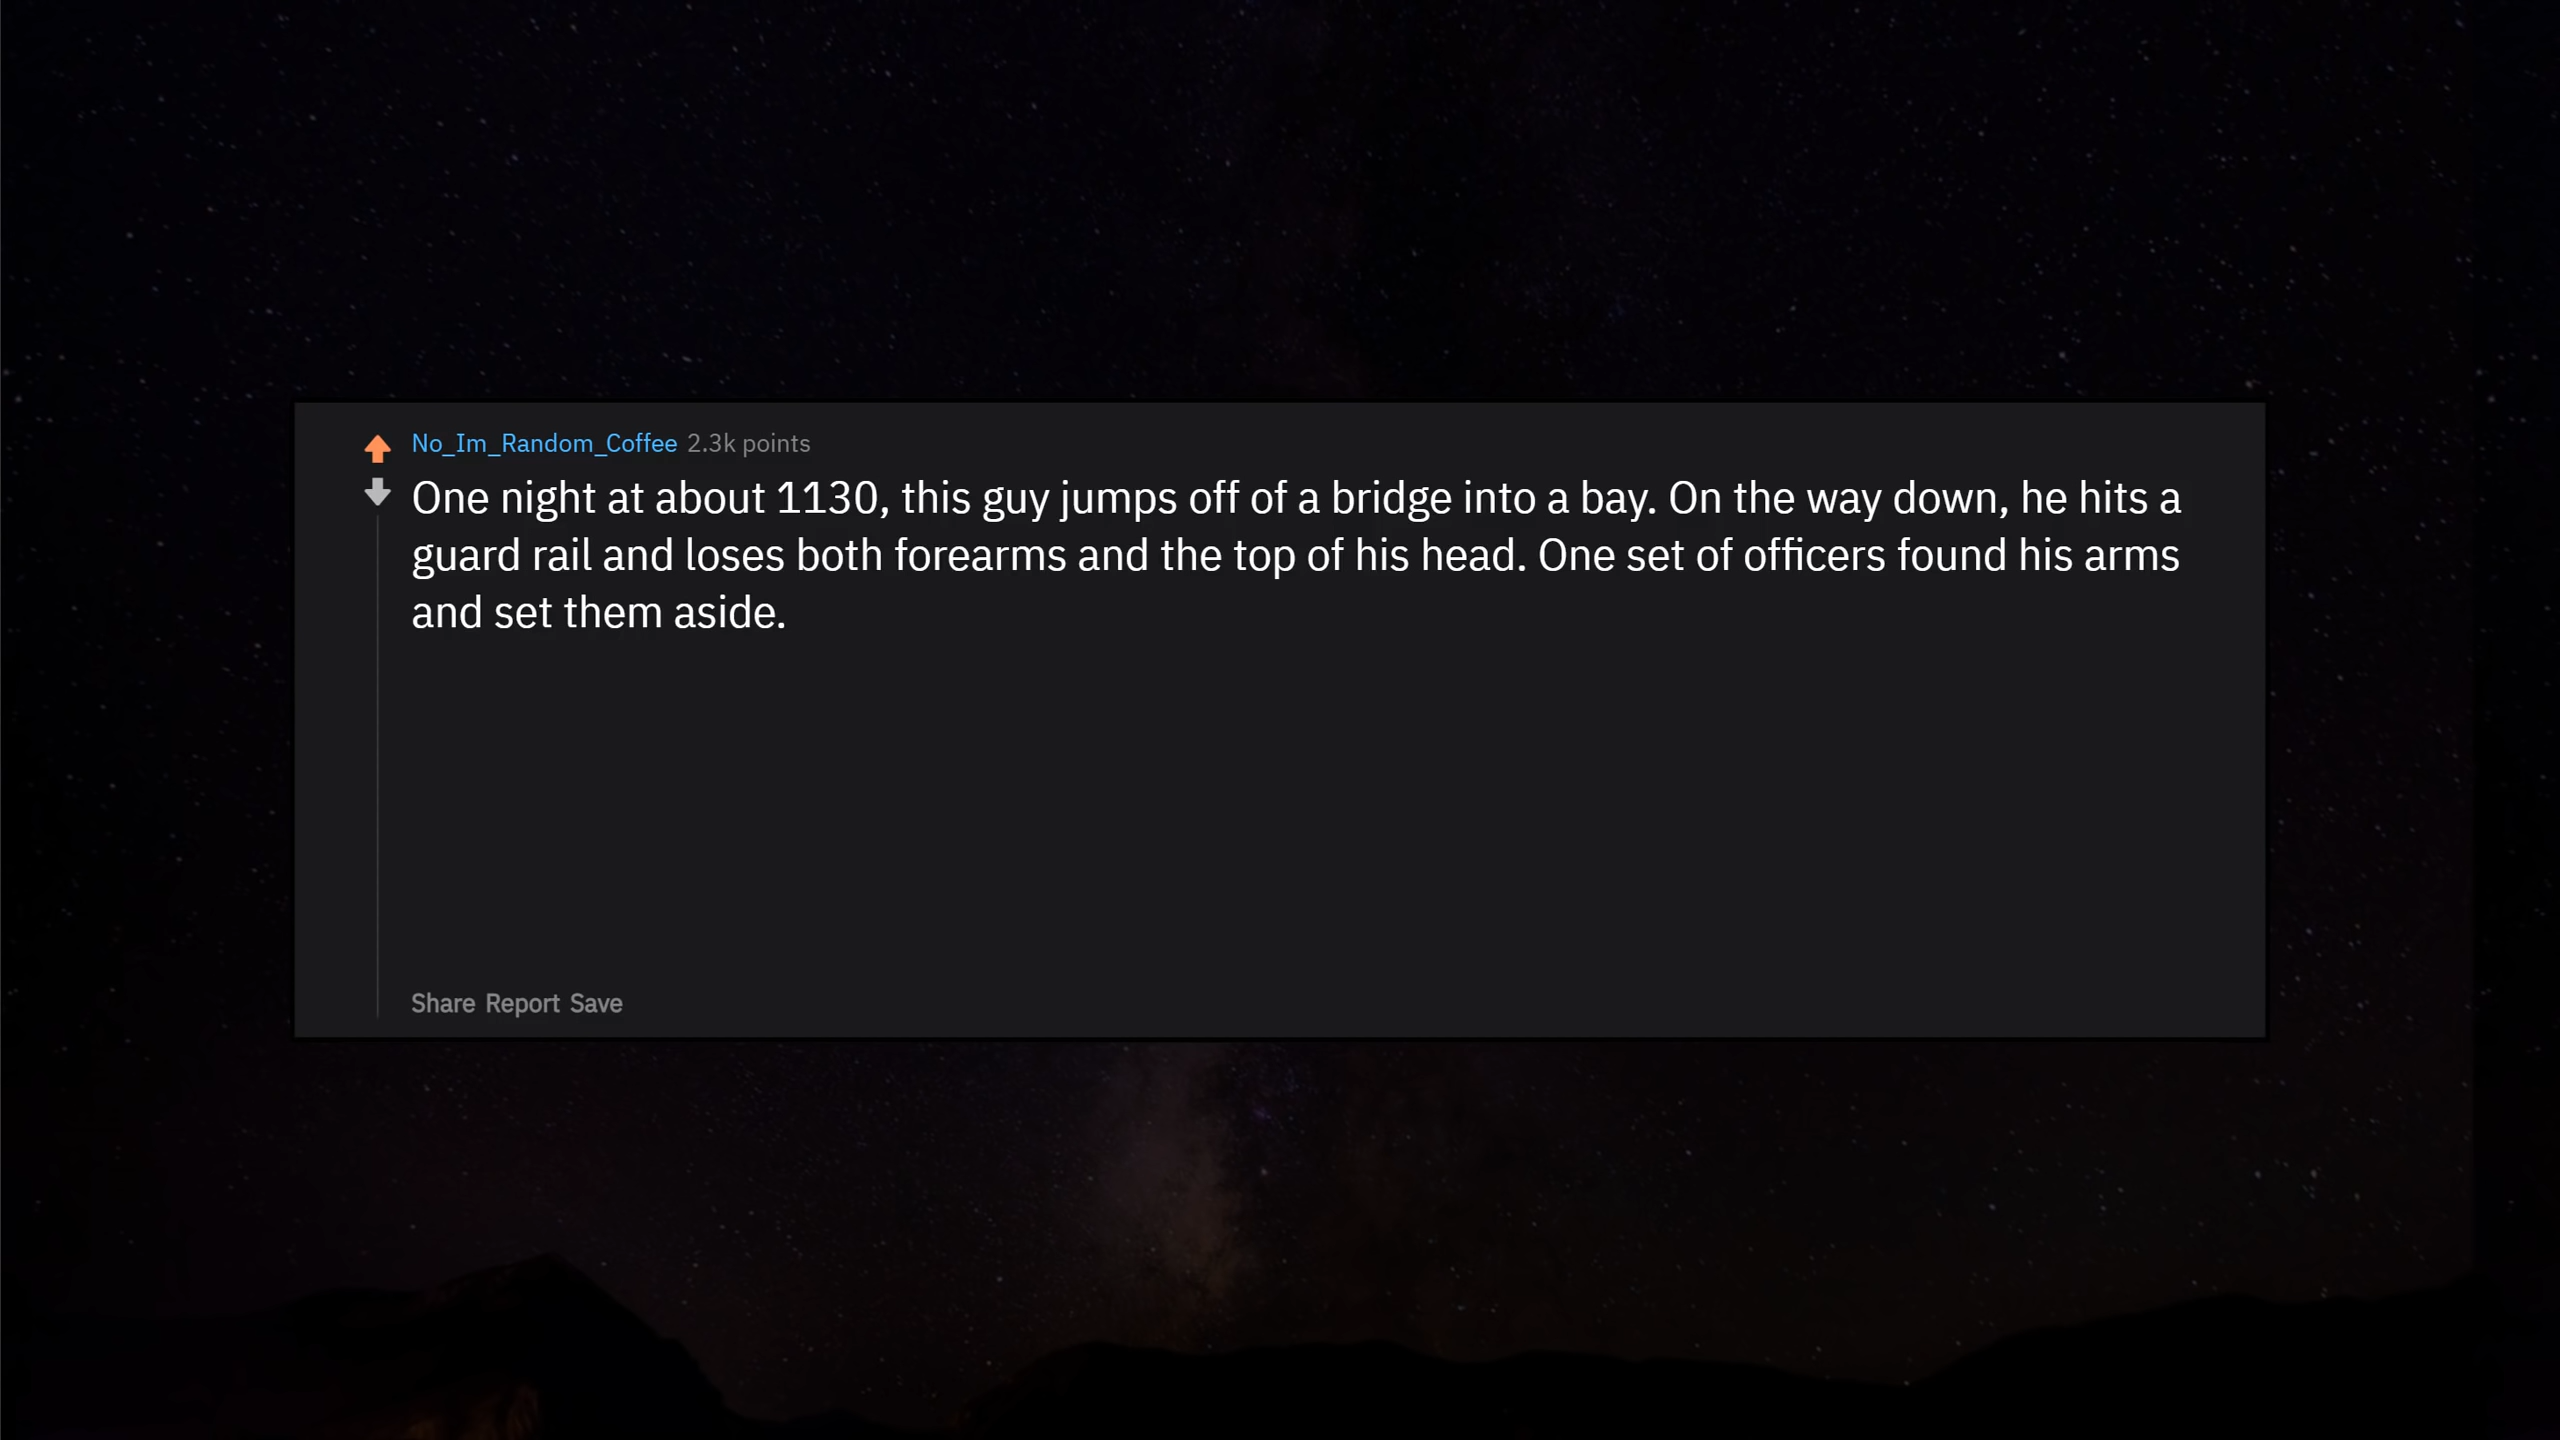 No_Im_Random_Coffee 2.3k points
One night at about 1130, this guy jumps off of a bridge into a bay. On the way down, he hits a
guard rail and loses both forearms and the top of his head. One set of officers found his arms
and set them aside.
Share Report Save